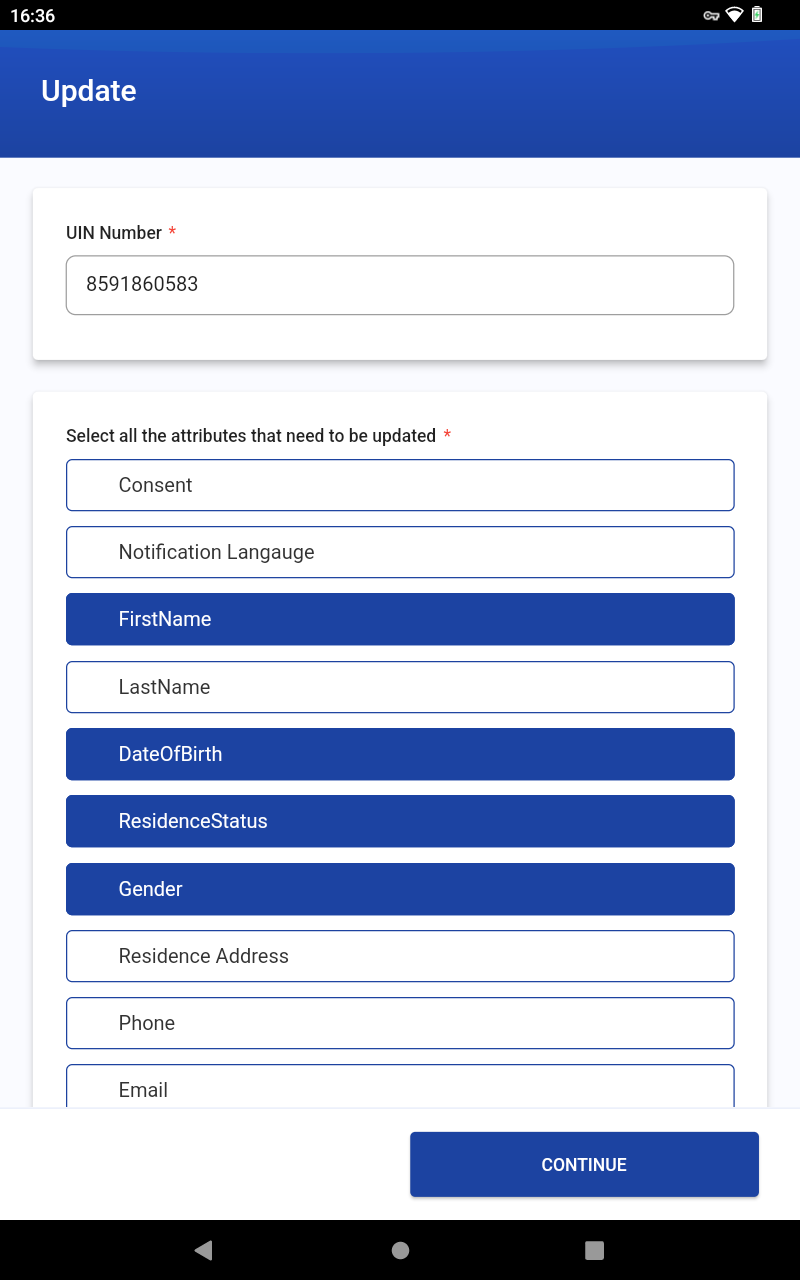 16:36
Update
UIN Number *
8591860583
Select all the attributes that need to be updated *
Consent
Notification Langauge
FirstName
LastName
DateOfBirth
ResidenceStatus
Gender
Residence Address
Phone
Email
CONTINUE